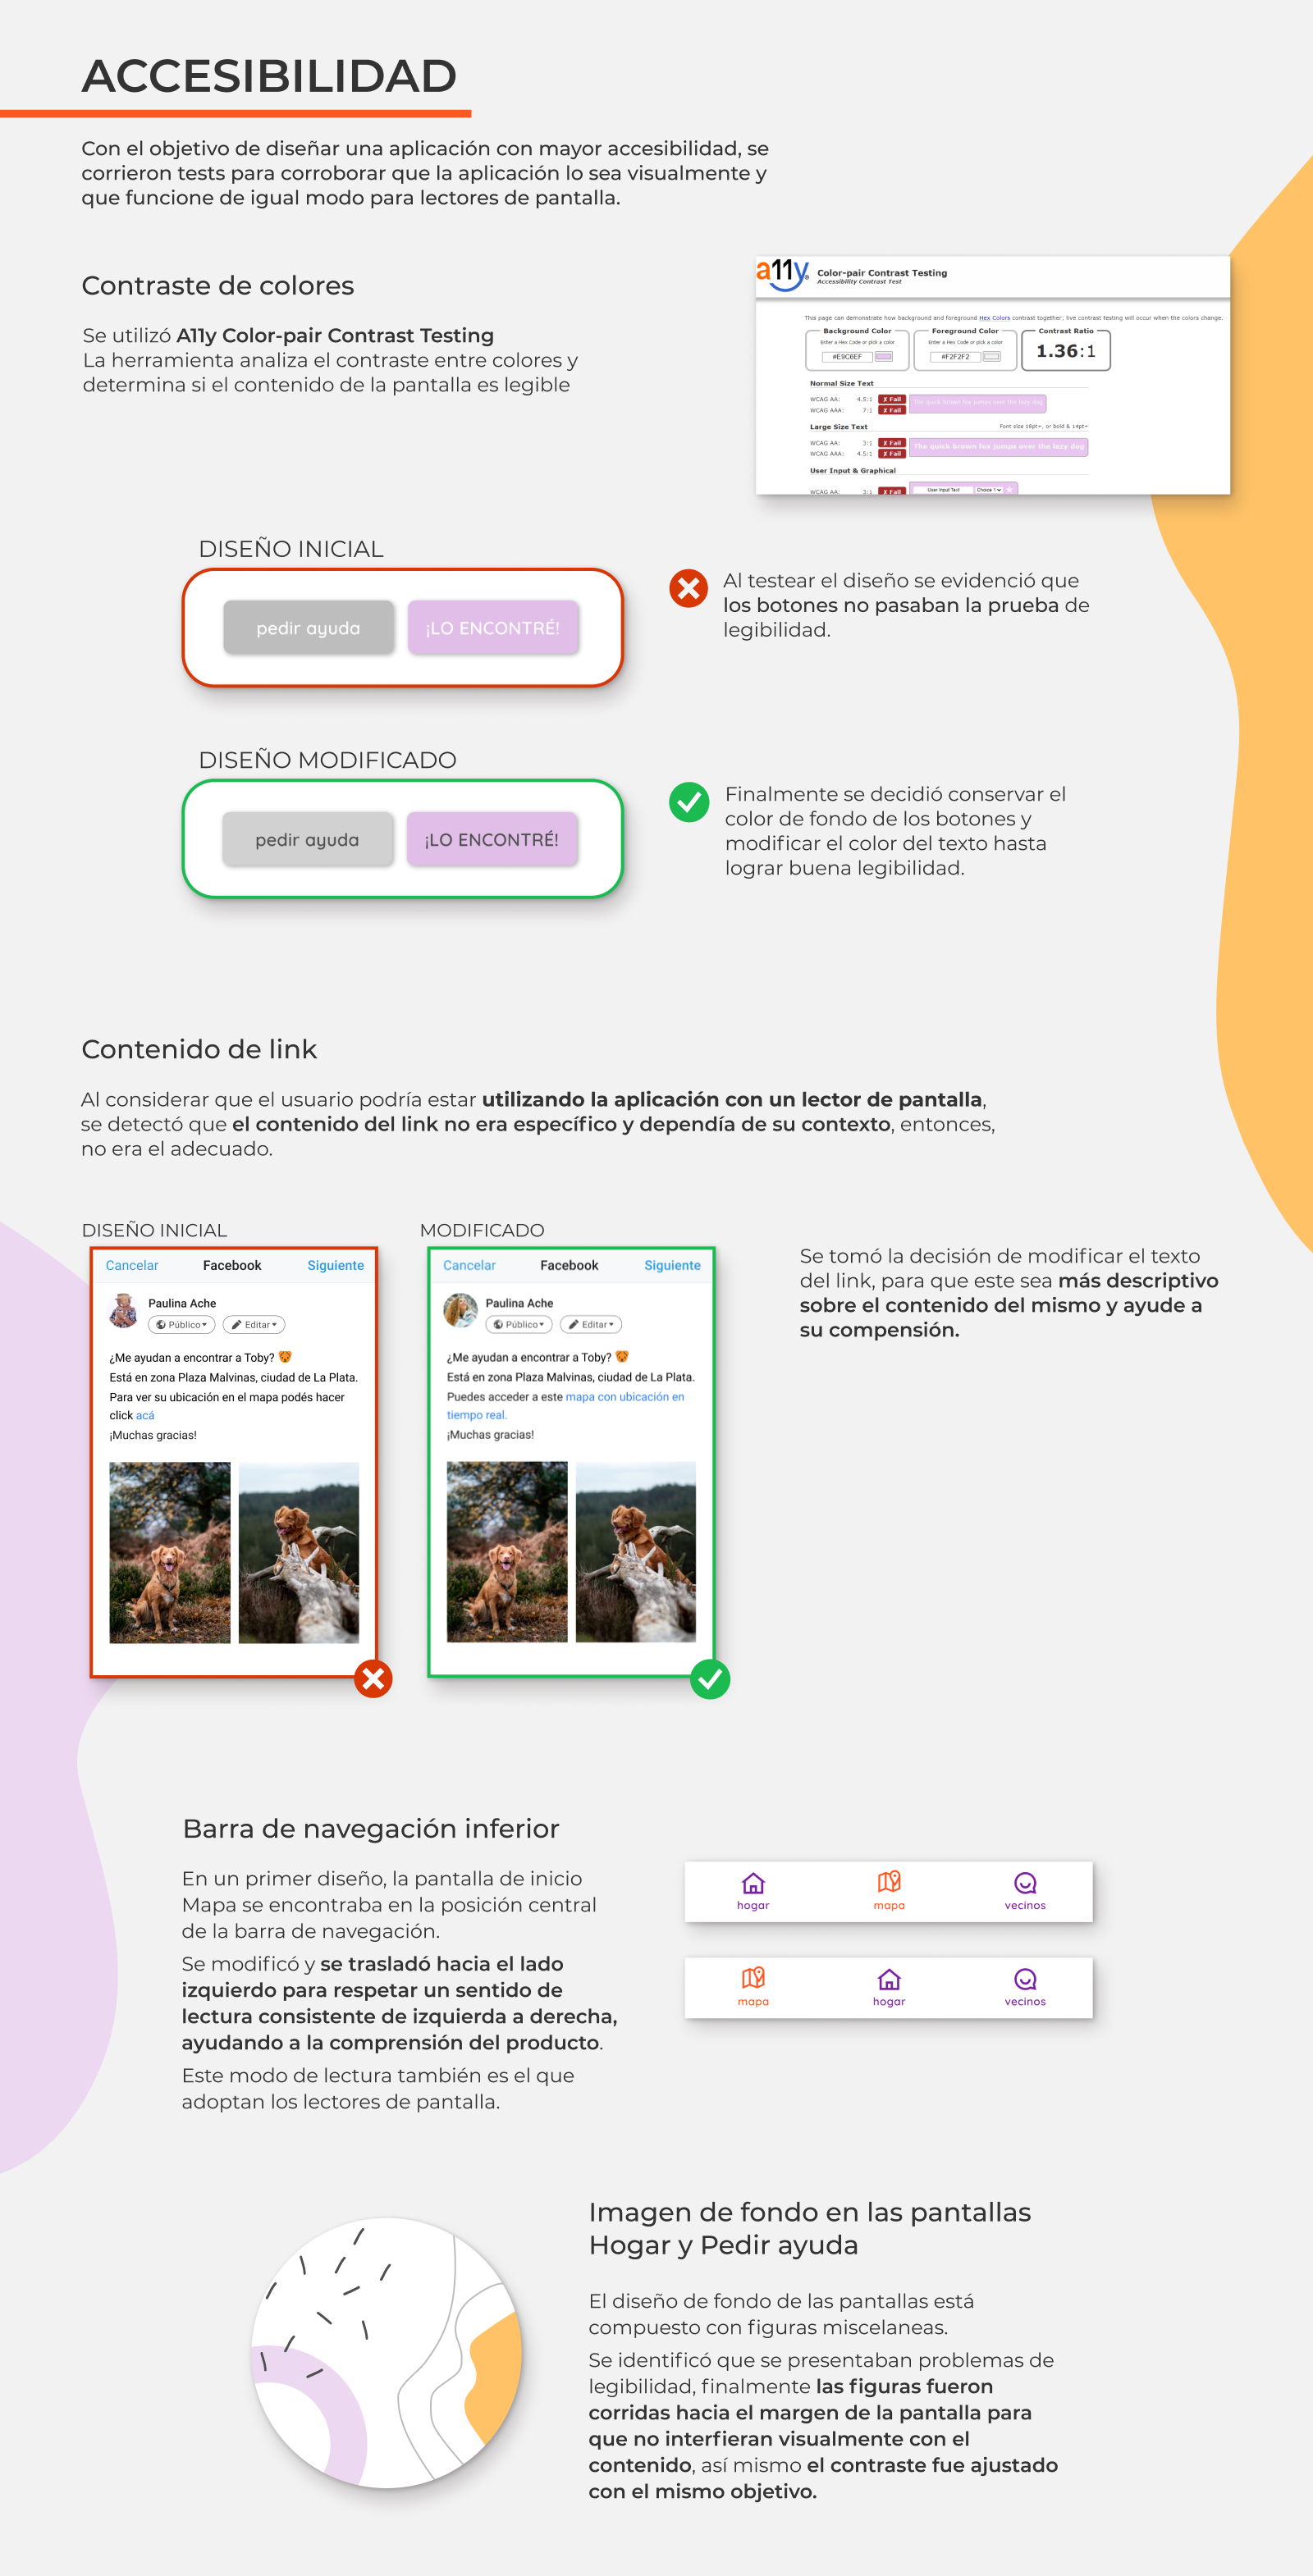 ACCESIBILIDAD
Con el objetivo de diseñar una aplicación con mayor accesibilidad, se
corrieron tests para corroborar que la aplicación lo sea visualmente y
que funcione de igual modo para lectores de pantalla.
Contraste de colores
Se utilizó A11y Color-pair Contrast Testing
La herramienta analiza el contraste entre colores y
determina si el contenido de la pantalla es legible
a11y
Color-pair Contrast Testing
Accessibility Contrast Test
This page can demonstrate how background and foreground Hex Colors contrast together; live contrast testing will occur when the colors change.
Background Color
Enter a Hex Code or pick a color
#E9C6EF
Foreground Color
Enter a Hex Code or pick a color
#F2F2F2
Contrast Ratio
1.36:1
Normal Size Text
WCAG AA: 4.5:1 X Fail
WCAG AAA: 7:1 X Fail
The quick brown fox jumps over the lazy dog
Large Size Text
Font size 18pt+, or bold & 14pt+
WCAG AA: 3:1 X Fail
WCAG AAA: 4.5:1 X Fail
The quick brown fox jumps over the lazy dog
User Input & Graphical
WCAG AA: 3:1 X Fail
User Input Text
Choice 1
DISEÑO INICIAL
pedir ayuda
¡LO ENCONTRÉ!
Al testear el diseño se evidenció que
los botones no pasaban la prueba de
legibilidad.
DISEÑO MODIFICADO
pedir ayuda
¡LO ENCONTRÉ!
Finalmente se decidió conservar el
color de fondo de los botones y
modificar el color del texto hasta
lograr buena legibilidad.
Contenido de link
Al considerar que el usuario podría estar utilizando la aplicación con un lector de pantalla,
se detectó que el contenido del link no era específico y dependía de su contexto, entonces,
no era el adecuado.
DISEÑO INICIAL
Cancelar
Facebook
Siguiente
Paulina Ache
Público
Editar
¿Me ayudan a encontrar a Toby? 🐶
Está en zona Plaza Malvinas, ciudad de La Plata.
Para ver su ubicación en el mapa podés hacer
click acá
¡Muchas gracias!
MODIFICADO
Cancelar
Facebook
Siguiente
Paulina Ache
Público
Editar
¿Me ayudan a encontrar a Toby? 🐶
Está en zona Plaza Malvinas, ciudad de La Plata.
Puedes acceder a este mapa con ubicación en
tiempo real.
¡Muchas gracias!
Se tomó la decisión de modificar el texto
del link, para que este sea más descriptivo
sobre el contenido del mismo y ayude a
su compensión.
Barra de navegación inferior
En un primer diseño, la pantalla de inicio
Mapa se encontraba en la posición central
de la barra de navegación.
Se modificó y se trasladó hacia el lado
izquierdo para respetar un sentido de
lectura consistente de izquierda a derecha,
ayudando a la comprensión del producto.
Este modo de lectura también es el que
adoptan los lectores de pantalla.
hogar
mapa
vecinos
mapa
hogar
vecinos
Imagen de fondo en las pantallas
Hogar y Pedir ayuda
El diseño de fondo de las pantallas está
compuesto con figuras miscelaneas.
Se identificó que se presentaban problemas de
legibilidad, finalmente las figuras fueron
corridas hacia el margen de la pantalla para
que no interfieran visualmente con el
contenido, así mismo el contraste fue ajustado
con el mismo objetivo.